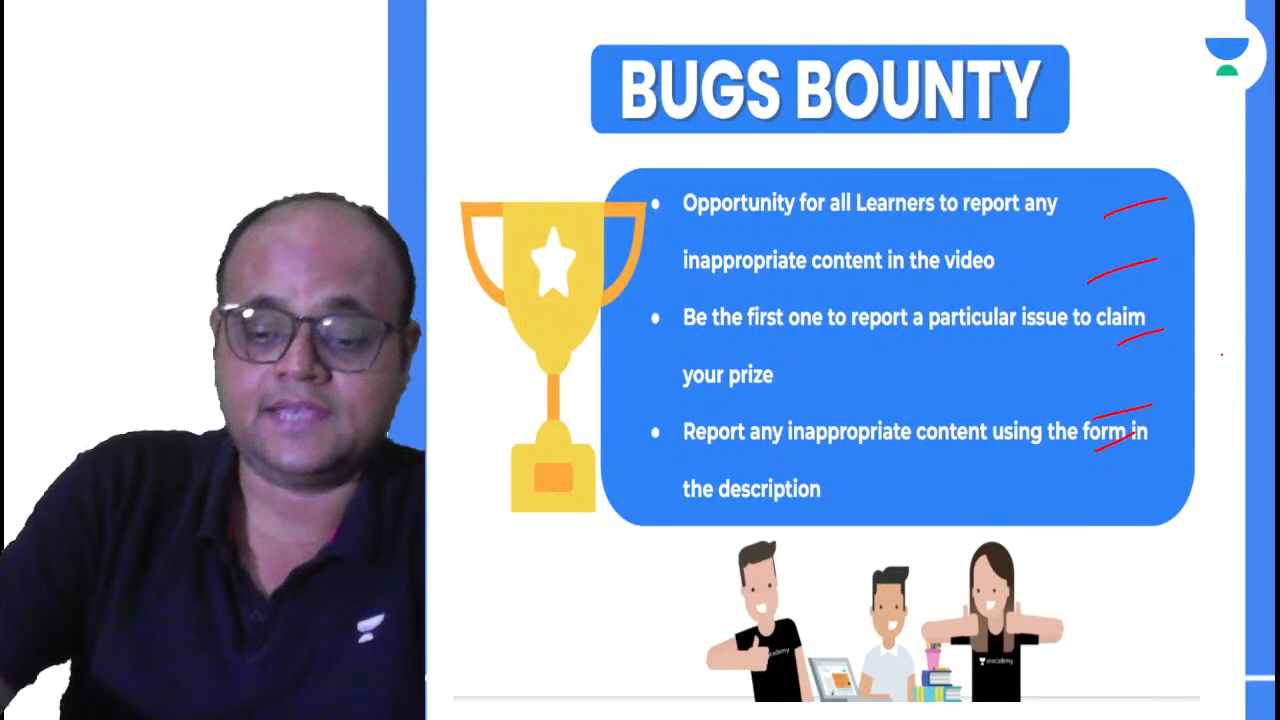 BUGS BOUNTY
• Opportunity for all Learners to report any
inappropriate content in the video
• Be the first one to report a particular issue to claim
your prize
• Report any inappropriate content using the form in
the description
unacademy